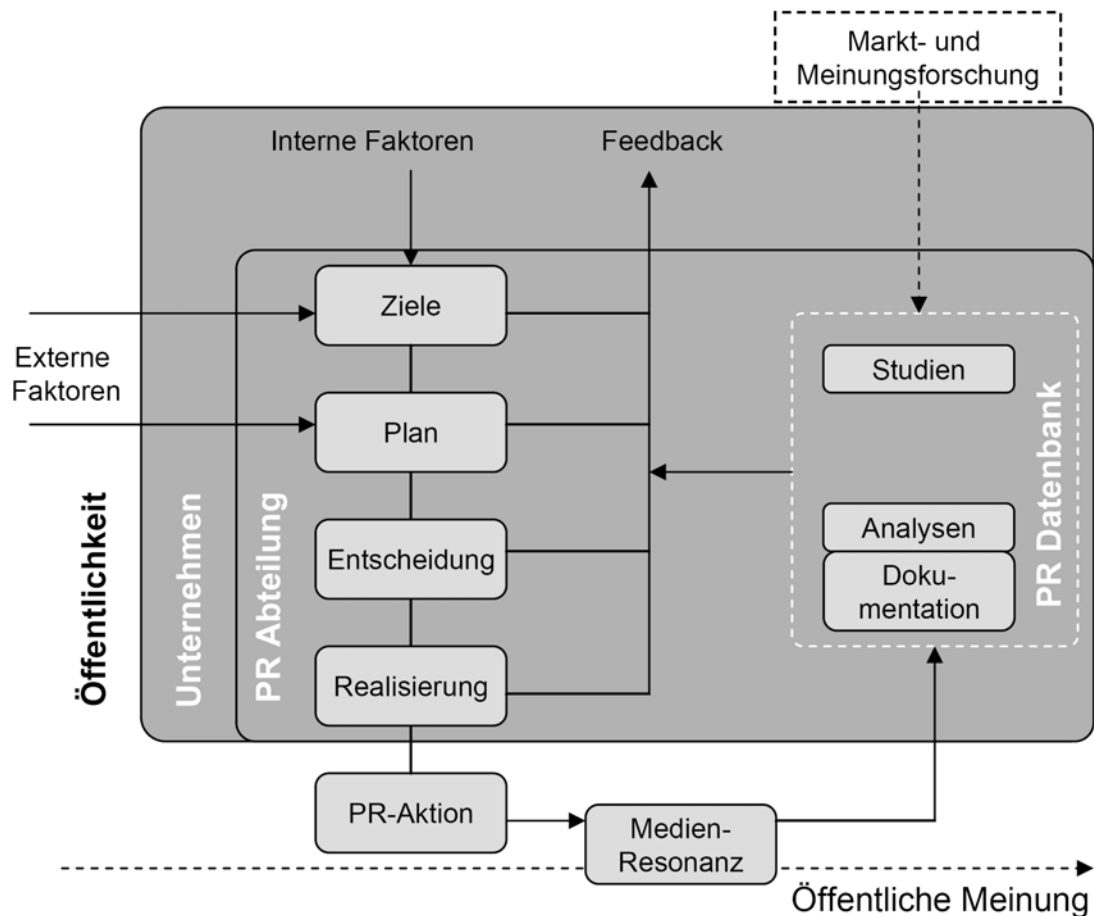 Markt- und
Meinungsforschung
Interne Faktoren
Feedback
Ziele
Externe
Faktoren
Studien
Plan
Öffentlichkeit
Unternehmen
PR Abteilung
PR Datenbank
Analysen
Entscheidung
Doku-
mentation
Realisierung
PR-Aktion
Medien-
Resonanz
Öffentliche Meinung